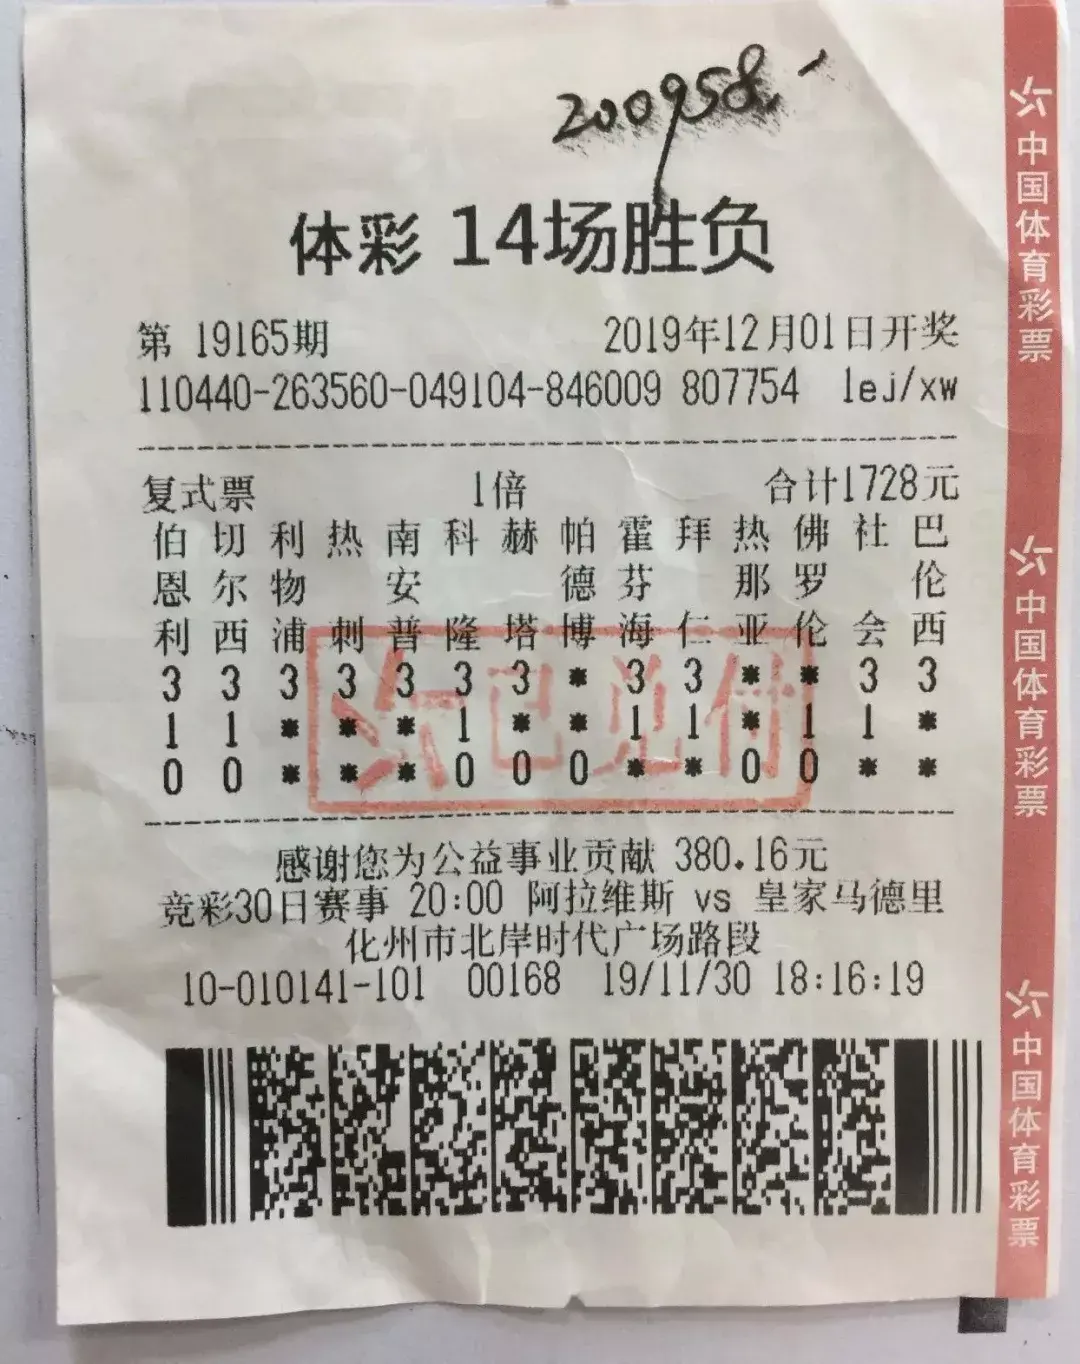 200958.
体彩 14场胜负
第 19165期 2019年12月01日开奖
110440-263560-049104-846009 807754 lej/xw
复式票 1倍 合计1728元
伯 切 利 热 南 科 赫 帕 霍 拜 热 佛 杜 巴
恩 尔 物 安 德 芬 那 罗 伦
利 西 浦 刺 普 隆 塔 博 海 仁 亚 伦 会 西
3 3 3 3 3 3 3 * 3 3 * * 3 3
1 1 * * * 1 * * 1 1 * 1 1 *
0 0 * * * 0 0 0 * * 0 0 * *
已兑付
感谢您为公益事业贡献 380.16元
竞彩30日赛事 20:00 阿拉维斯 vs 皇家马德里
化州市北岸时代广场路段
10-010141-101 00168 19/11/30 18:16:19
中国体育彩票
中国体育彩票
中国体育彩票